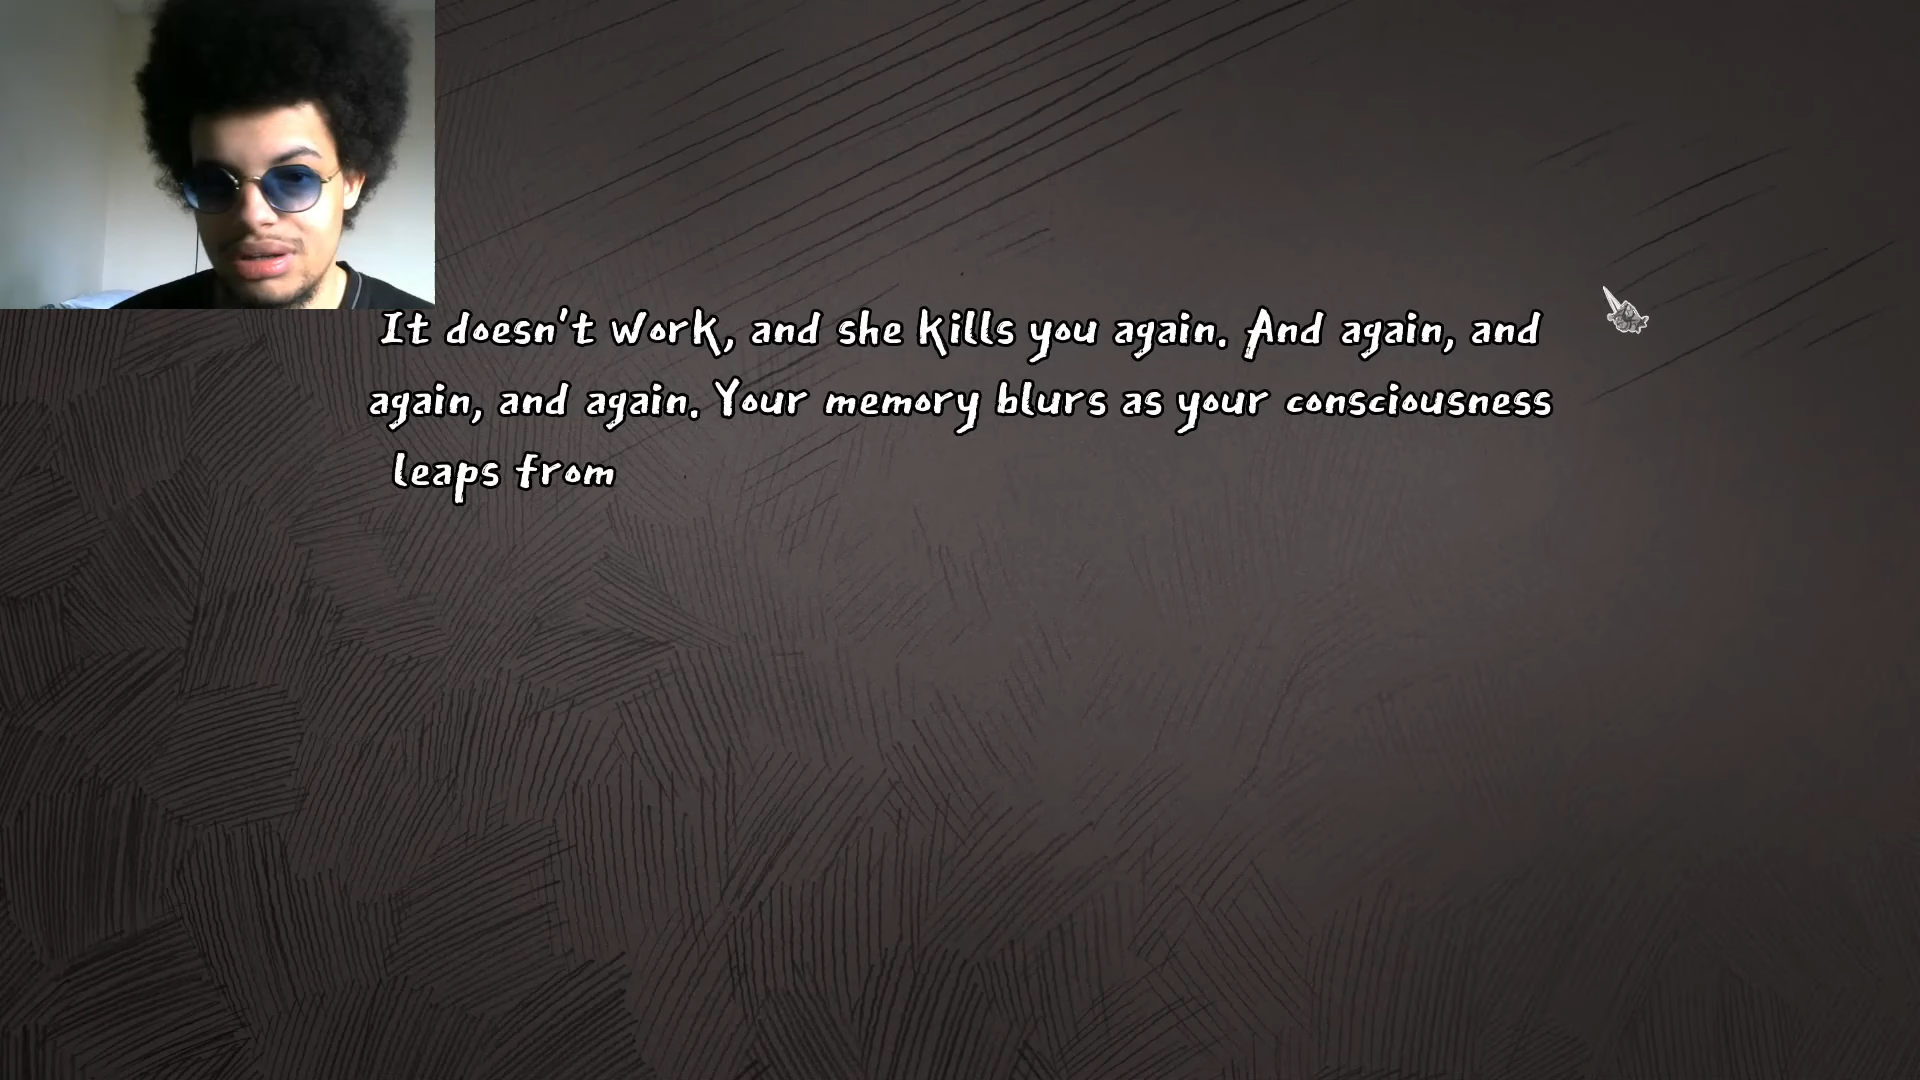 It doesn't work, and she kills you again. And again, and
again, and again. Your memory blurs as your consciousness
leaps from